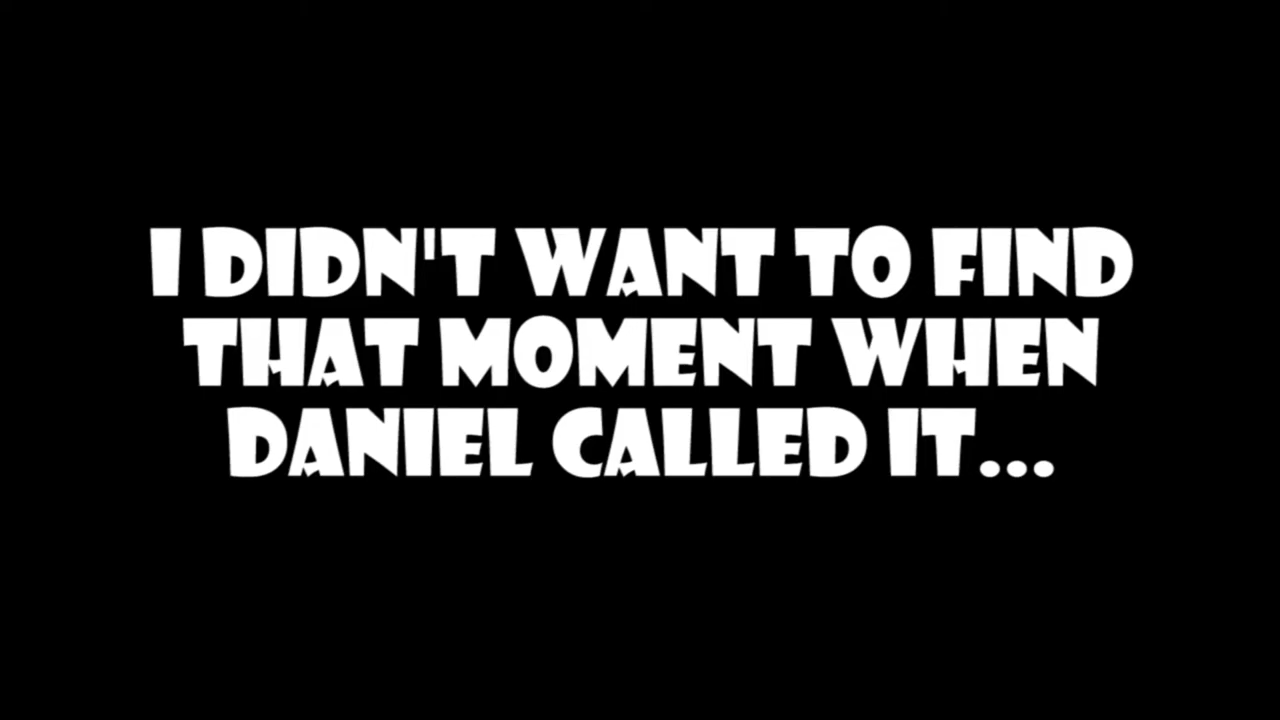 I DIDN'T WANT TO FIND
THAT MOMENT WHEN
DANIEL CALLED IT...